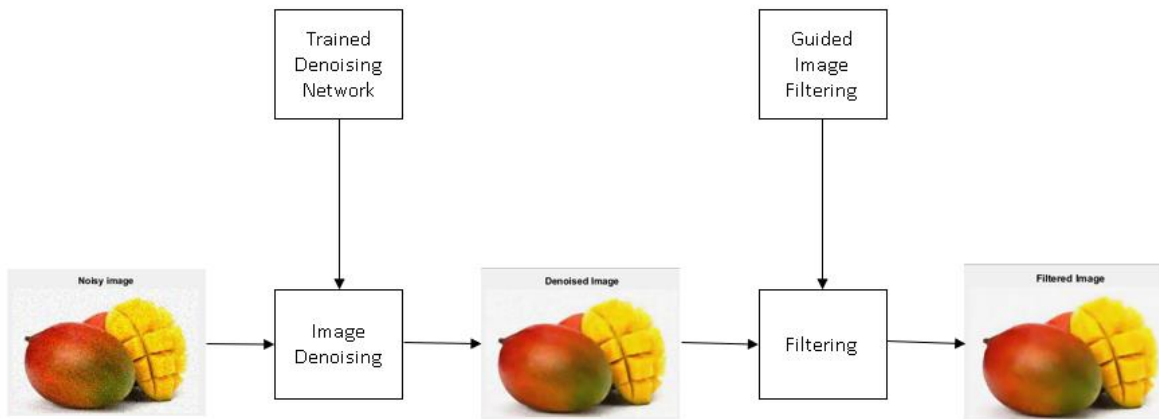 Trained
Denoising
Network
Guided
Image
Filtering
Noisy image
Denoised Image
Filtered Image
Image
Denoising
Filtering